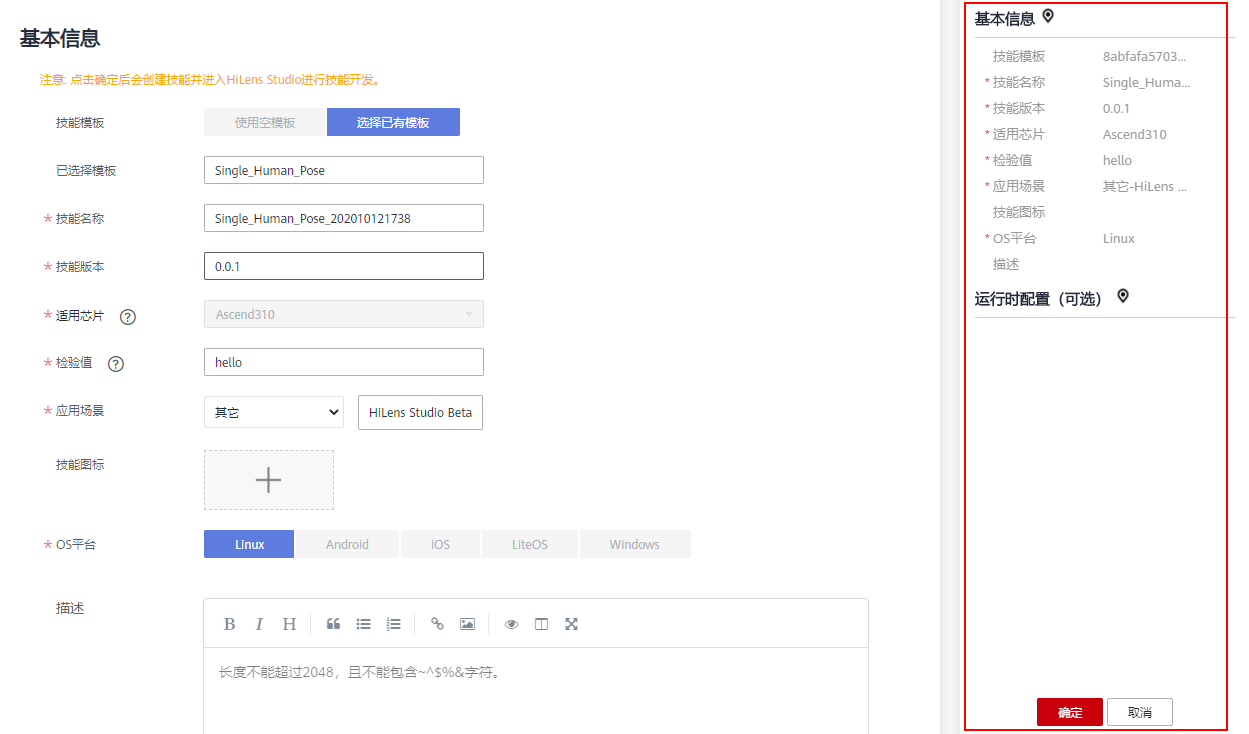 基本信息
注意: 点击确定后会创建技能并进入HiLens Studio进行技能开发。
技能模板
使用空模板
选择已有模板
已选择模板
Single_Human_Pose
* 技能名称
Single_Human_Pose_202010121738
* 技能版本
0.0.1
* 适用芯片 ?
Ascend310
* 检验值 ?
hello
* 应用场景
其它
HiLens Studio Beta
技能图标
* OS平台
Linux
Android
iOS
LiteOS
Windows
描述
B I H
长度不能超过2048，且不能包含~^$%&字符。
基本信息
技能模板 8abfafa5703...
* 技能名称 Single_Huma...
* 技能版本 0.0.1
* 适用芯片 Ascend310
* 检验值 hello
* 应用场景 其它-HiLens ...
技能图标
* OS平台 Linux
描述
运行时配置（可选）
确定
取消